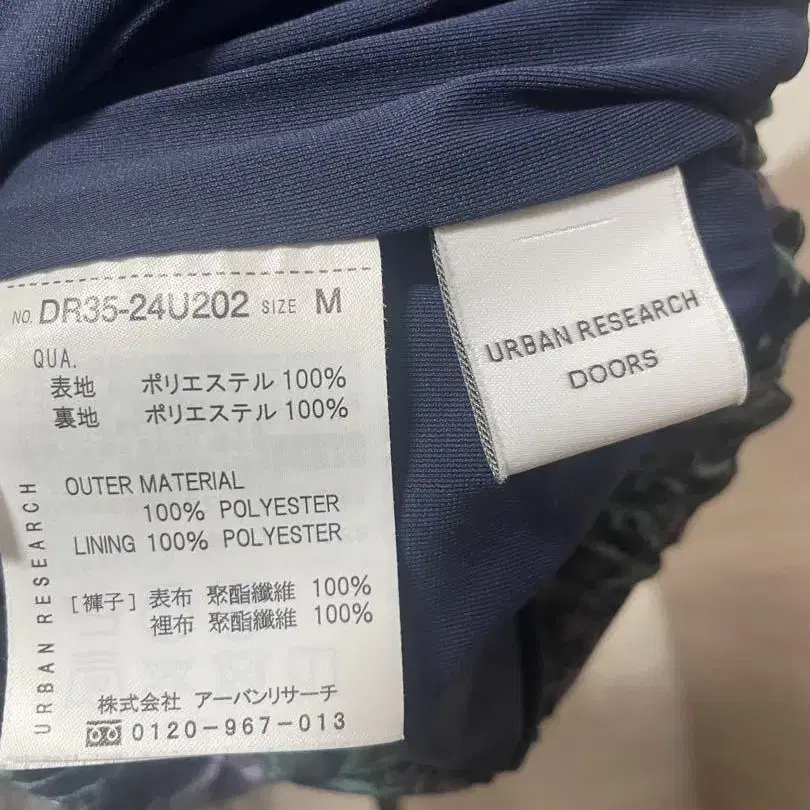 NO. DR35-24U202 SIZE M
QUA.
表地 ポリエステル 100%
裏地 ポリエステル 100%
OUTER MATERIAL
100% POLYESTER
LINING 100% POLYESTER
[褲子] 表布 聚酯纖維 100%
裡布 聚酯纖維 100%
株式会社 アーバンリサーチ
0120-967-013
URBAN RESEARCH
URBAN RESEARCH
DOORS